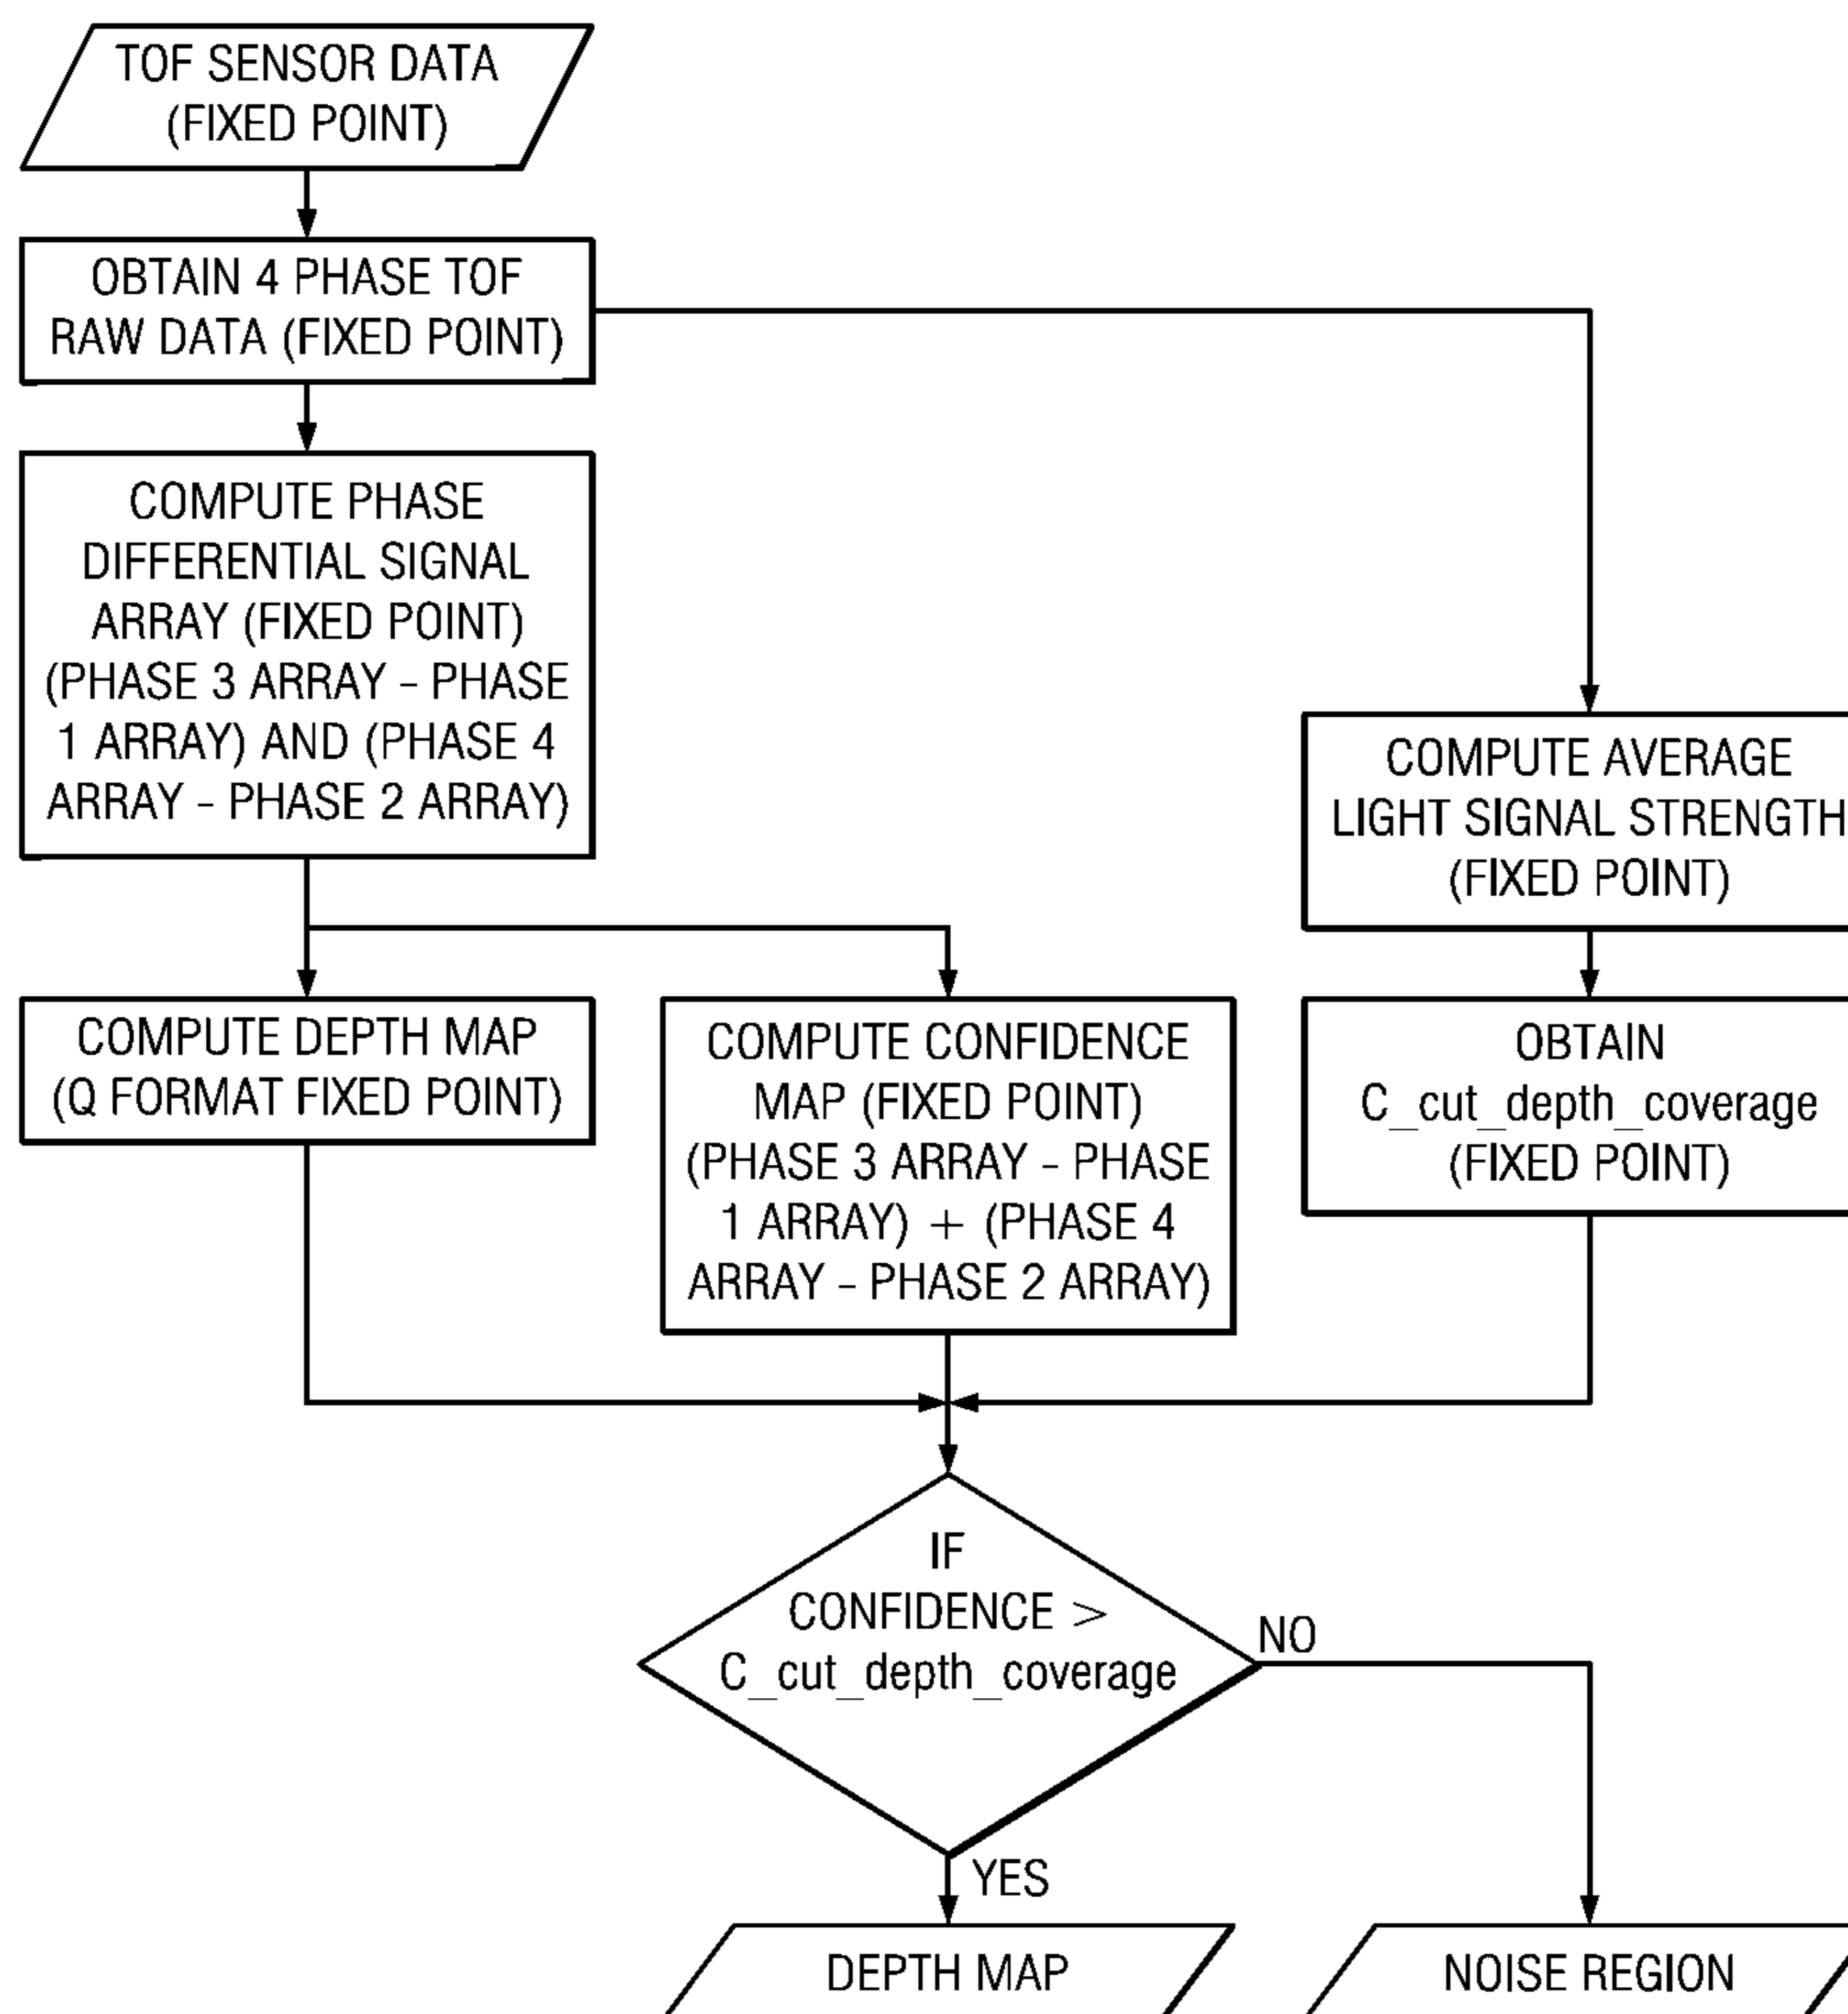 TOF SENSOR DATA
(FIXED POINT)
OBTAIN 4 PHASE TOF
RAW DATA (FIXED POINT)
COMPUTE PHASE
DIFFERENTIAL SIGNAL
ARRAY (FIXED POINT)
(PHASE 3 ARRAY - PHASE
1 ARRAY) AND (PHASE 4
ARRAY - PHASE 2 ARRAY)
COMPUTE AVERAGE
LIGHT SIGNAL STRENGTH
(FIXED POINT)
COMPUTE DEPTH MAP
(Q FORMAT FIXED POINT)
COMPUTE CONFIDENCE
MAP (FIXED POINT)
(PHASE 3 ARRAY - PHASE
1 ARRAY) + (PHASE 4
ARRAY - PHASE 2 ARRAY)
OBTAIN
C_cut_depth_coverage
(FIXED POINT)
IF
CONFIDENCE >
C_cut_depth_coverage
NO
YES
DEPTH MAP
NOISE REGION